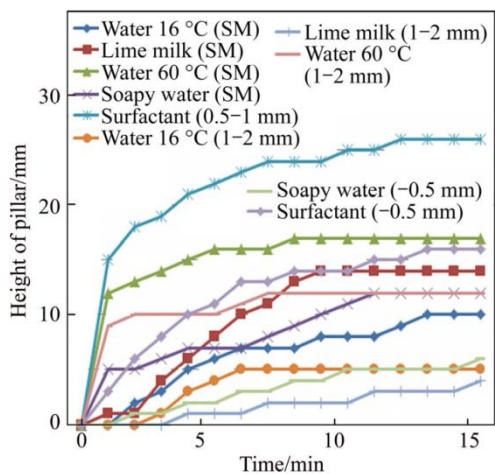 Water 16 °C (SM)
Lime milk (SM)
Water 60 °C (SM)
Soapy water (SM)
Surfactant (0.5−1 mm)
Water 16 °C (1−2 mm)
Lime milk (1−2 mm)
Water 60 °C
(1−2 mm)
Soapy water (−0.5 mm)
Surfactant (−0.5 mm)
Height of pillar/mm
30
20
10
0
0
5
10
15
Time/min